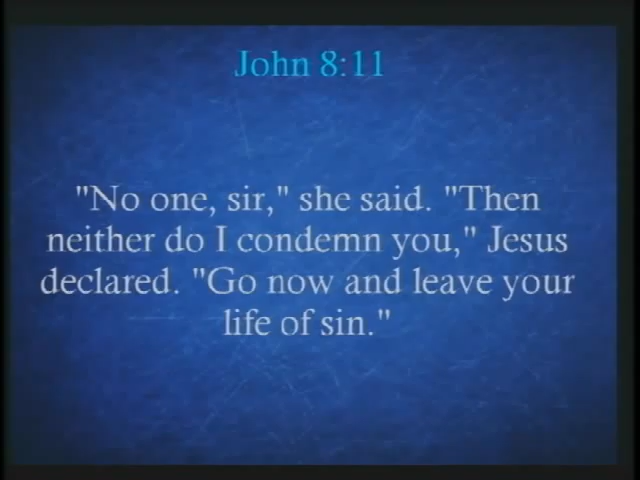 John 8:11
"No one, sir," she said. "Then
neither do I condemn you," Jesus
declared. "Go now and leave your
life of sin."